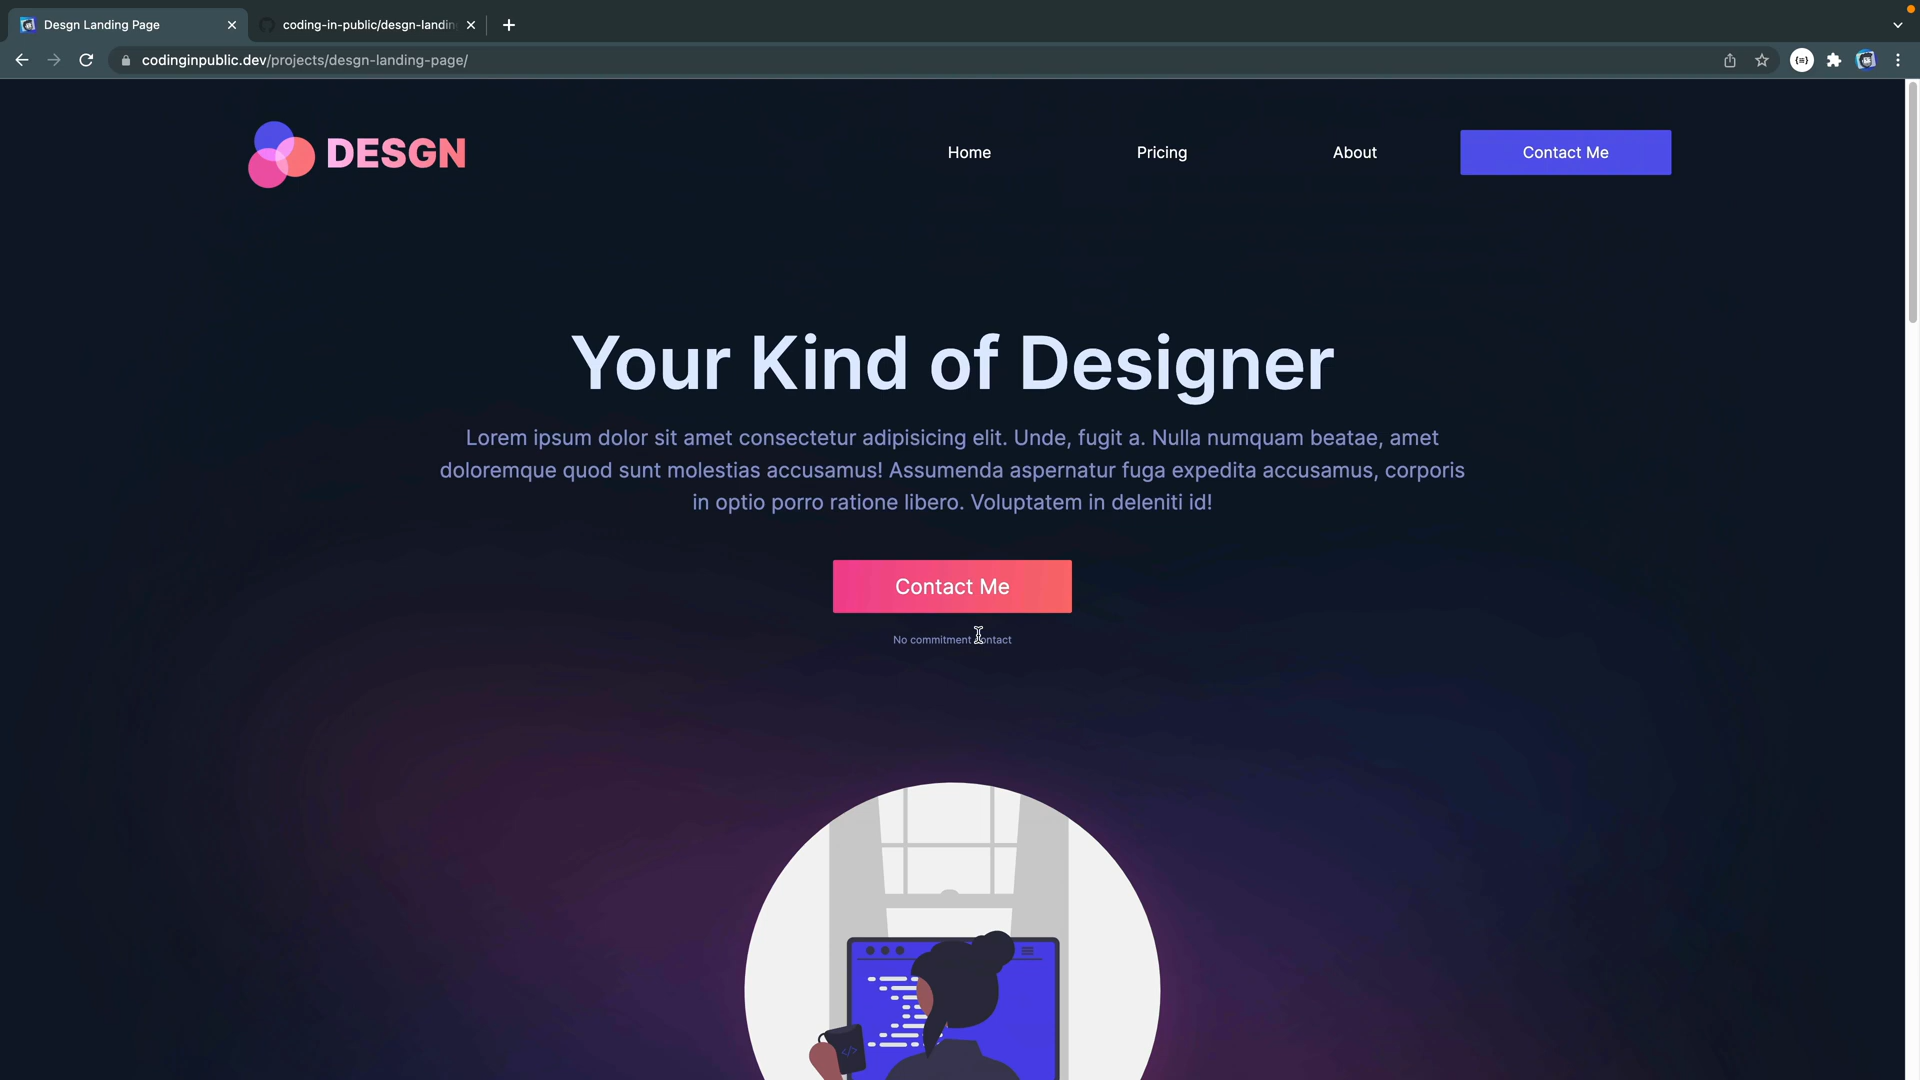 Desgn Landing Page
coding-in-public/desgn-landin
codinginpublic.dev/projects/desgn-landing-page/
DESGN
Home
Pricing
About
Contact Me
Your Kind of Designer
Lorem ipsum dolor sit amet consectetur adipisicing elit. Unde, fugit a. Nulla numquam beatae, amet
doloremque quod sunt molestias accusamus! Assumenda aspernatur fuga expedita accusamus, corporis
in optio porro ratione libero. Voluptatem in deleniti id!
Contact Me
No commitment contact